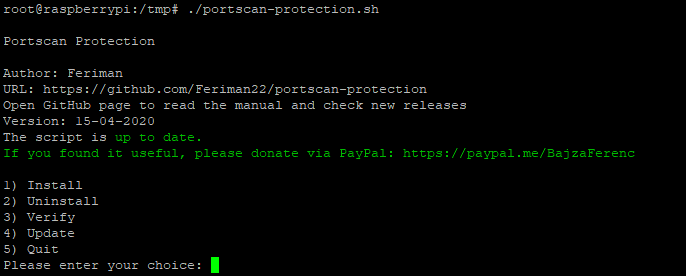 root@raspberrypi:/tmp# ./portscan-protection.sh
Portscan Protection
Author: Feriman
URL: https://github.com/Feriman22/portscan-protection
Open GitHub page to read the manual and check new releases
Version: 15-04-2020
The script is up to date.
If you found it useful, please donate via PayPal: https://paypal.me/BajzaFerenc
1) Install
2) Uninstall
3) Verify
4) Update
5) Quit
Please enter your choice: